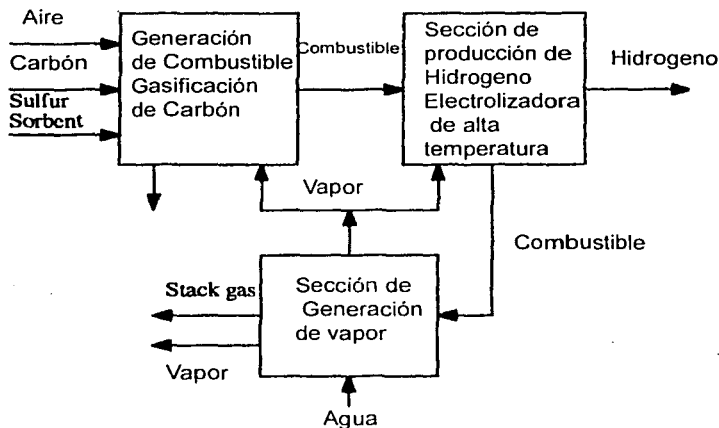 Aire
Carbón
Sulfur
Sorbent
Generación
de Combustible
Gasificación
de Carbón
Combustible
Sección de
producción de
Hidrogeno
Electrolizadora
de alta
temperatura
Hidrogeno
Vapor
Combustible
Stack gas
Vapor
Sección de
Generación
de vapor
Agua